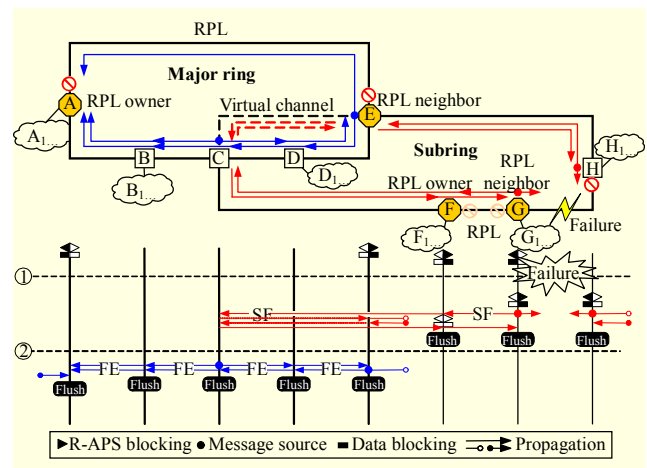 RPL
Major ring
A
RPL owner
Virtual channel
E
RPL neighbor
A1...
B
C
D
Subring
H1...
H
B1...
D1...
RPL owner
RPL neighbor
F
G
RPL
Failure
F1...
G1...
①
Failure
SF
SF
Flush
Flush
Flush
②
FE
FE
FE
FE
Flush
Flush
Flush
Flush
Flush
R-APS blocking
Message source
Data blocking
Propagation